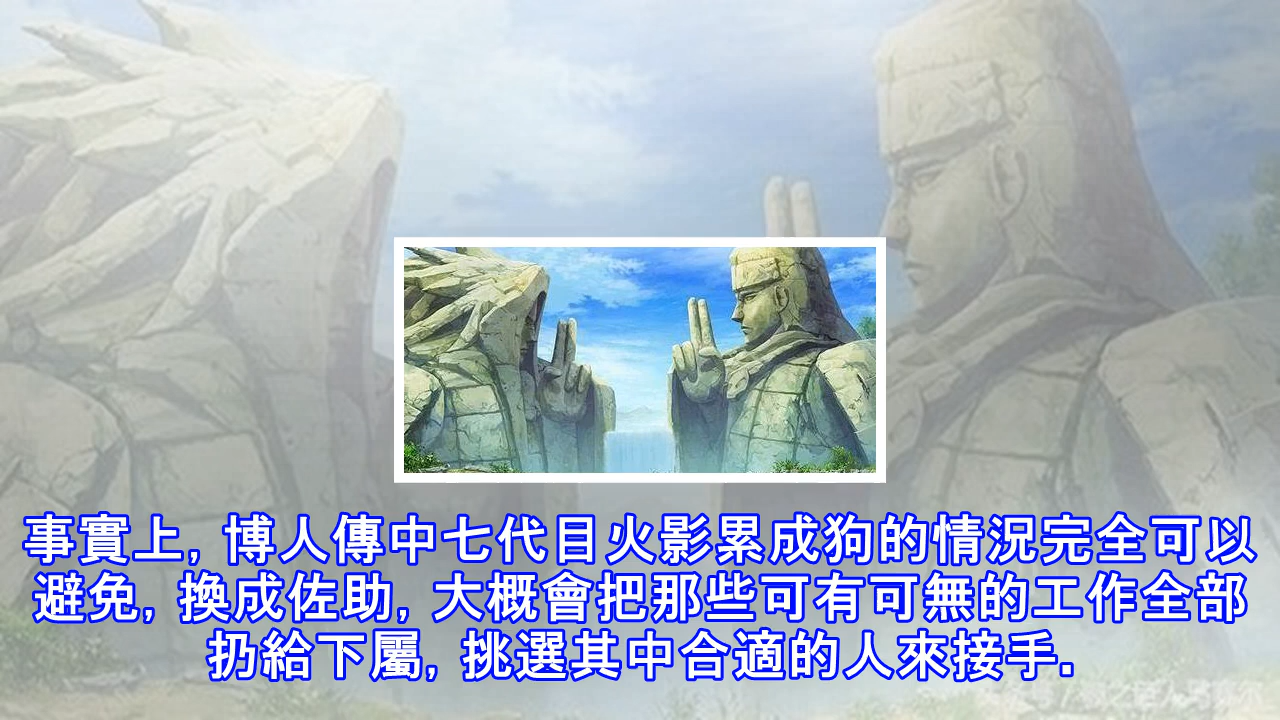 事實上, 博人傳中七代目火影累成狗的情況完全可以
避免, 換成佐助, 大概會把那些可有可無的工作全部
扔給下屬, 挑選其中合適的人來接手.